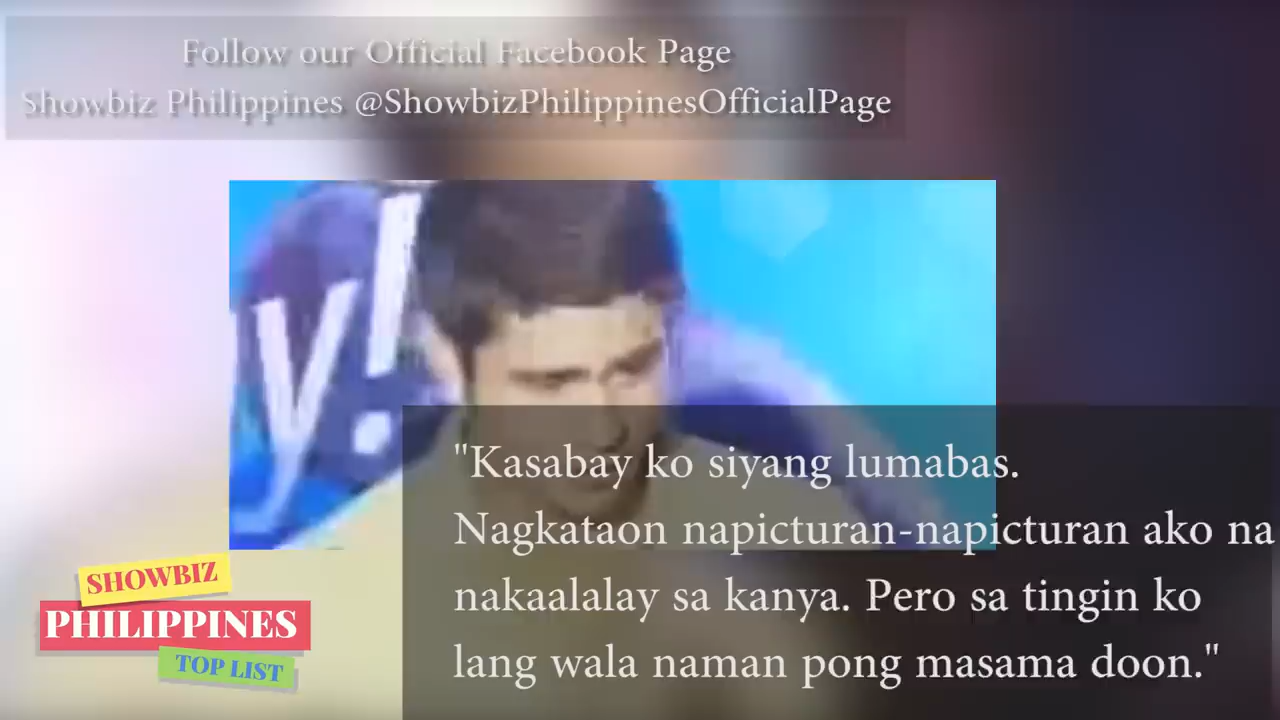 Follow our Official Facebook Page
Showbiz Philippines @ShowbizPhilippinesOfficialPage
y!
"Kasabay ko siyang lumabas.
Nagkataon napicturan-napicturan ako na
nakaalalay sa kanya. Pero sa tingin ko
lang wala naman pong masama doon."
SHOWBIZ
PHILIPPINES
TOP LIST